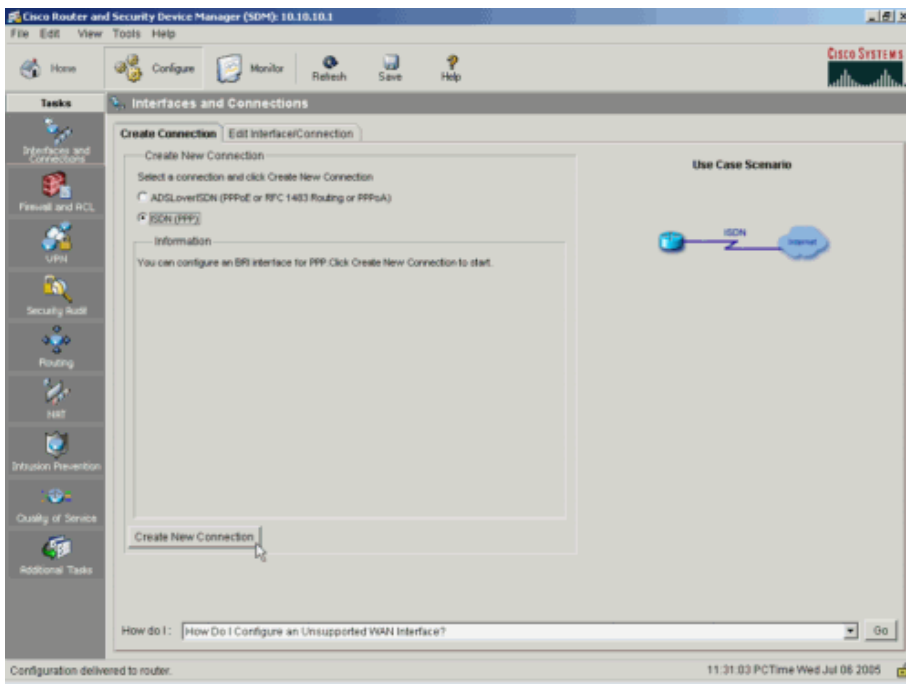 Cisco Router and Security Device Manager (SDM): 10.10.10.1
File Edit View Tools Help
Home Configure Monitor Refresh Save Help
CISCO SYSTEMS
Tasks
Interfaces and Connections
Interfaces and Connections
Firewall and ACL
VPN
Security Audit
Routing
NAT
Intrusion Prevention
Quality of Service
Additional Tasks
Create Connection Edit Interface/Connection
Create New Connection
Select a connection and click Create New Connection
ADSLoverISDN (PPPoE or RFC 1483 Routing or PPPoA)
ISDN (PPP)
Information
You can configure an BRI interface for PPP.Click Create New Connection to start.
Create New Connection
Use Case Scenario
ISDN
Internet
How do I: How Do I Configure an Unsupported WAN Interface? Go
Configuration delivered to router. 11:31:03 PCTime Wed Jul 06 2005